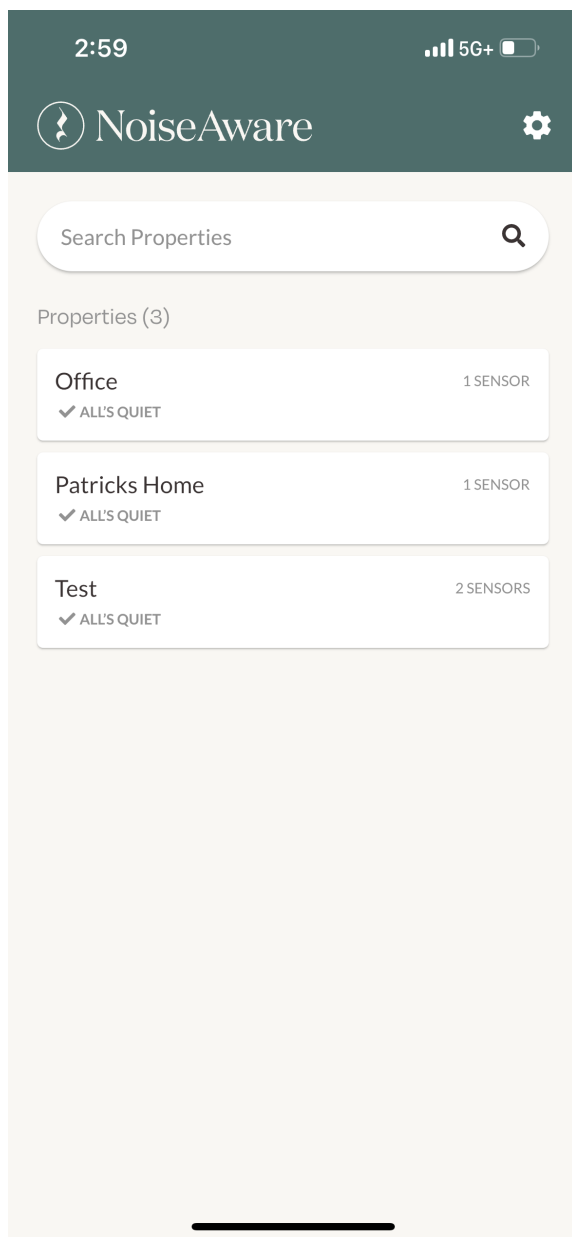 2:59 5G+
NoiseAware
Search Properties
Properties (3)
Office 1 SENSOR
ALL'S QUIET
Patricks Home 1 SENSOR
ALL'S QUIET
Test 2 SENSORS
ALL'S QUIET